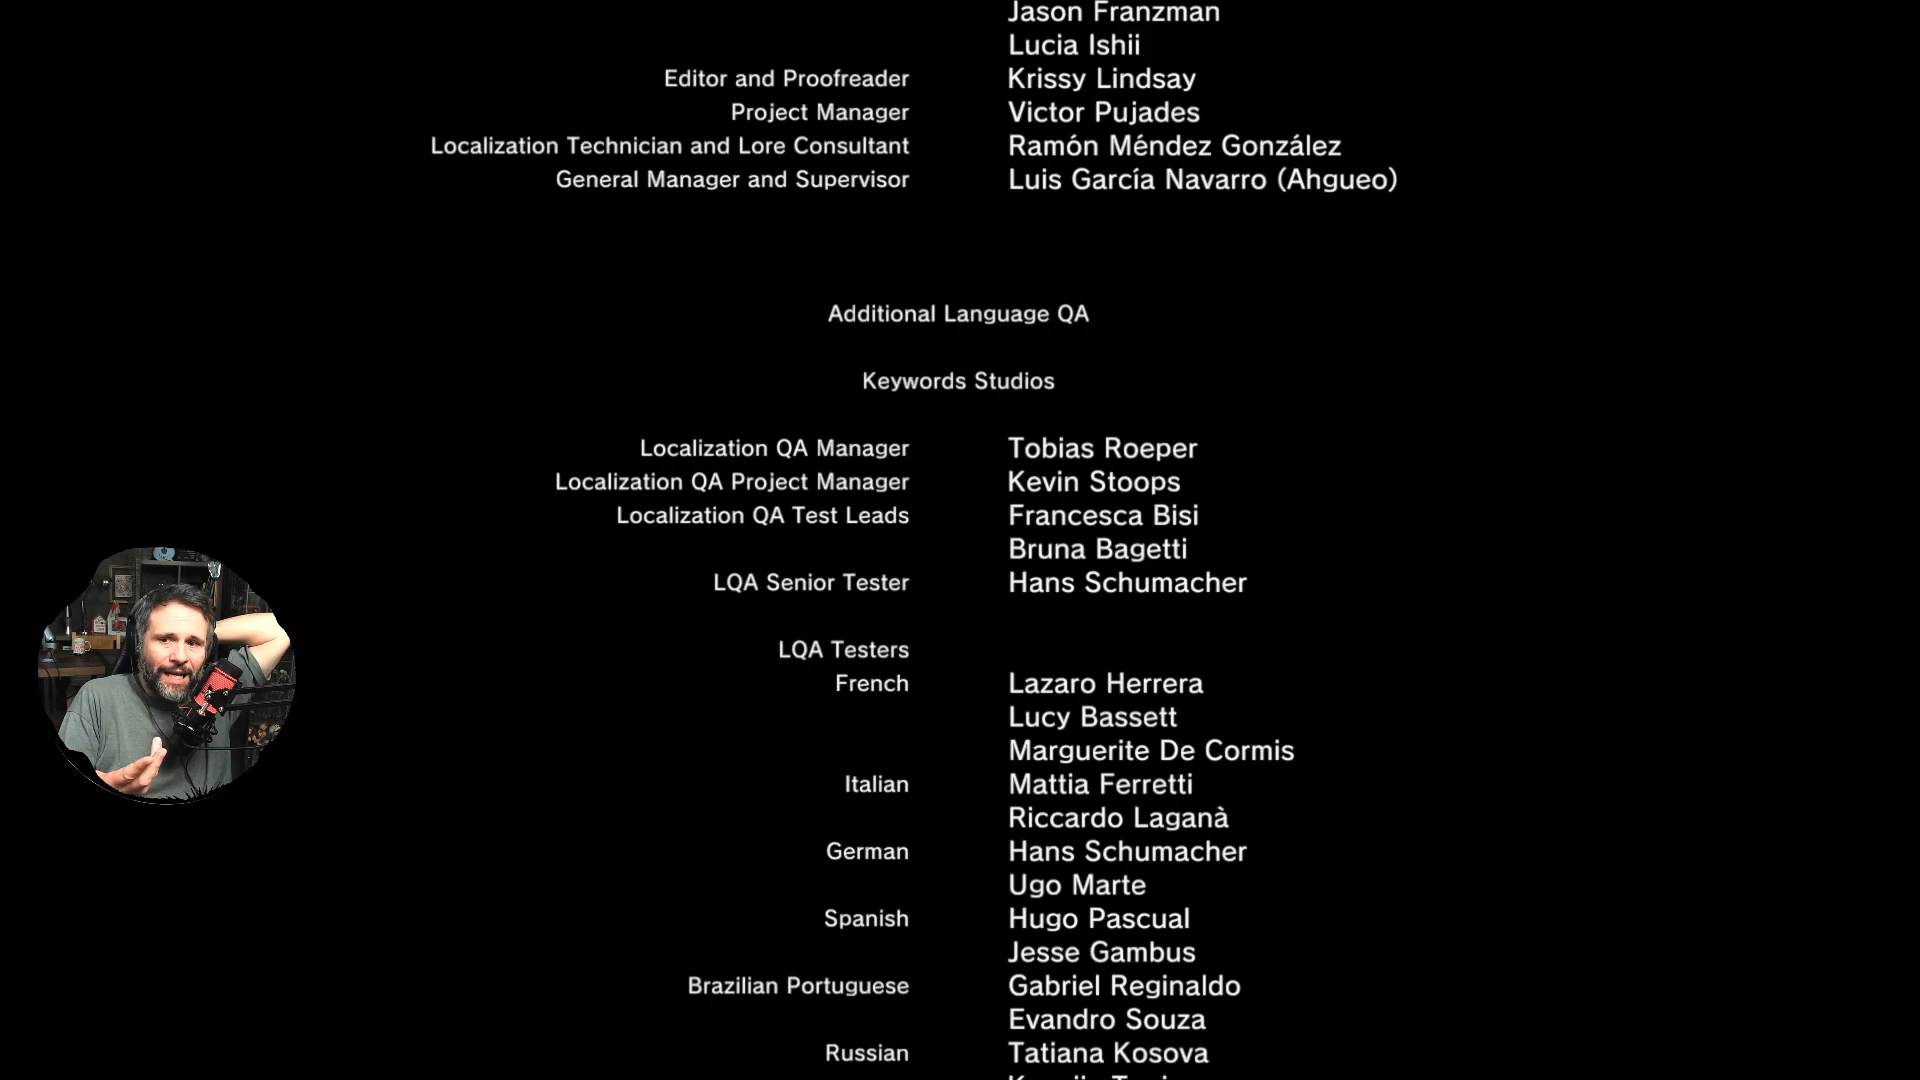 Jason Franzman
Lucia Ishii
Editor and Proofreader Krissy Lindsay
Project Manager Victor Pujades
Localization Technician and Lore Consultant Ramón Méndez González
General Manager and Supervisor Luis García Navarro (Ahgueo)
Additional Language QA
Keywords Studios
Localization QA Manager Tobias Roeper
Localization QA Project Manager Kevin Stoops
Localization QA Test Leads Francesca Bisi
Bruna Bagetti
LQA Senior Tester Hans Schumacher
LQA Testers
French Lazaro Herrera
Lucy Bassett
Marguerite De Cormis
Italian Mattia Ferretti
Riccardo Laganà
German Hans Schumacher
Ugo Marte
Spanish Hugo Pascual
Jesse Gambus
Brazilian Portuguese Gabriel Reginaldo
Evandro Souza
Russian Tatiana Kosova